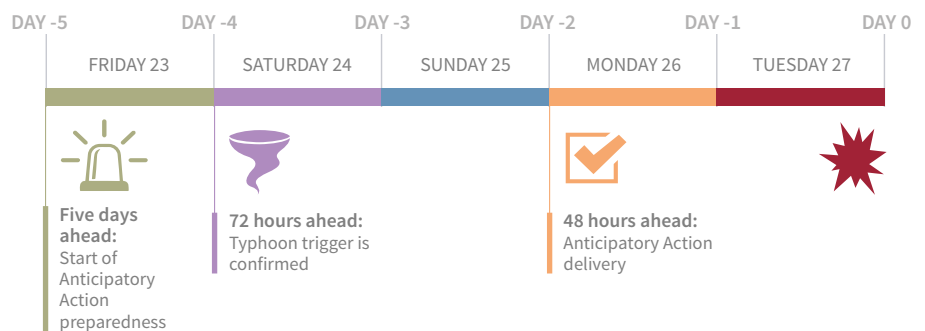 DAY -5 DAY -4 DAY -3 DAY -2 DAY -1 DAY 0
FRIDAY 23 SATURDAY 24 SUNDAY 25 MONDAY 26 TUESDAY 27
Five days
ahead:
Start of
Anticipatory
Action
preparedness
72 hours ahead:
Typhoon trigger is
confirmed
48 hours ahead:
Anticipatory Action
delivery